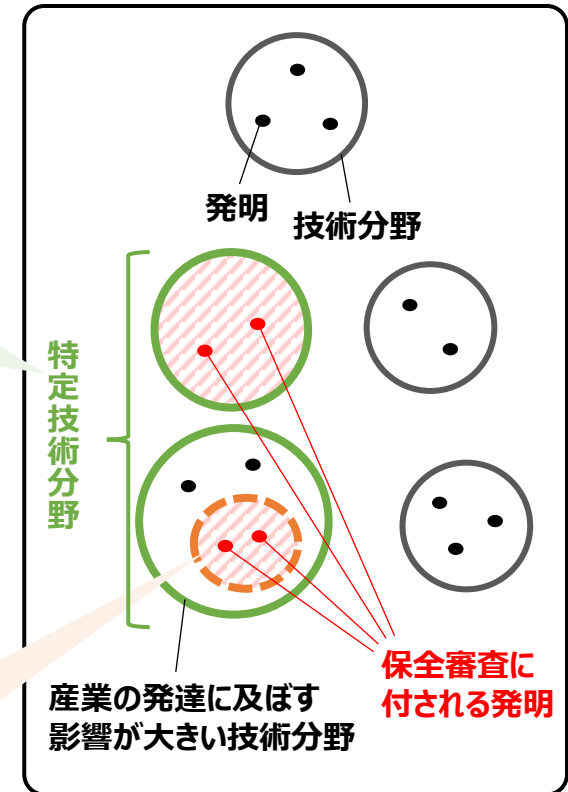 発明
技術分野
特定技術分野
保全審査に
付される発明
産業の発達に及ぼす
影響が大きい技術分野